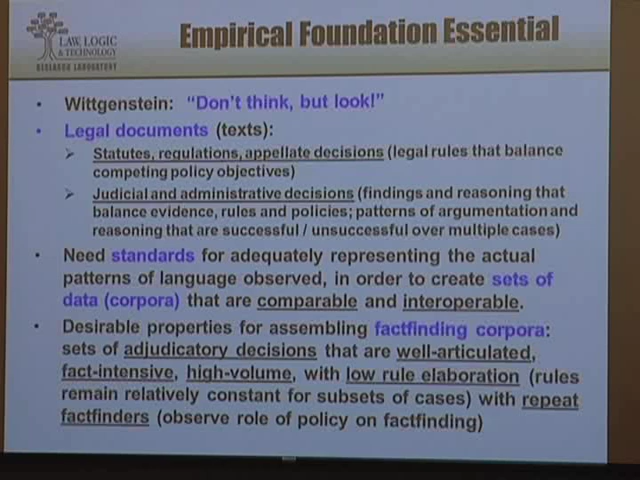 LAW, LOGIC
& TECHNOLOGY
RESEARCH LABORATORY
Empirical Foundation Essential
• Wittgenstein: “Don’t think, but look!”
• Legal documents (texts):
➢ Statutes, regulations, appellate decisions (legal rules that balance
competing policy objectives)
➢ Judicial and administrative decisions (findings and reasoning that
balance evidence, rules and policies; patterns of argumentation and
reasoning that are successful / unsuccessful over multiple cases)
• Need standards for adequately representing the actual
patterns of language observed, in order to create sets of
data (corpora) that are comparable and interoperable.
• Desirable properties for assembling factfinding corpora:
sets of adjudicatory decisions that are well-articulated,
fact-intensive, high-volume, with low rule elaboration (rules
remain relatively constant for subsets of cases) with repeat
factfinders (observe role of policy on factfinding)